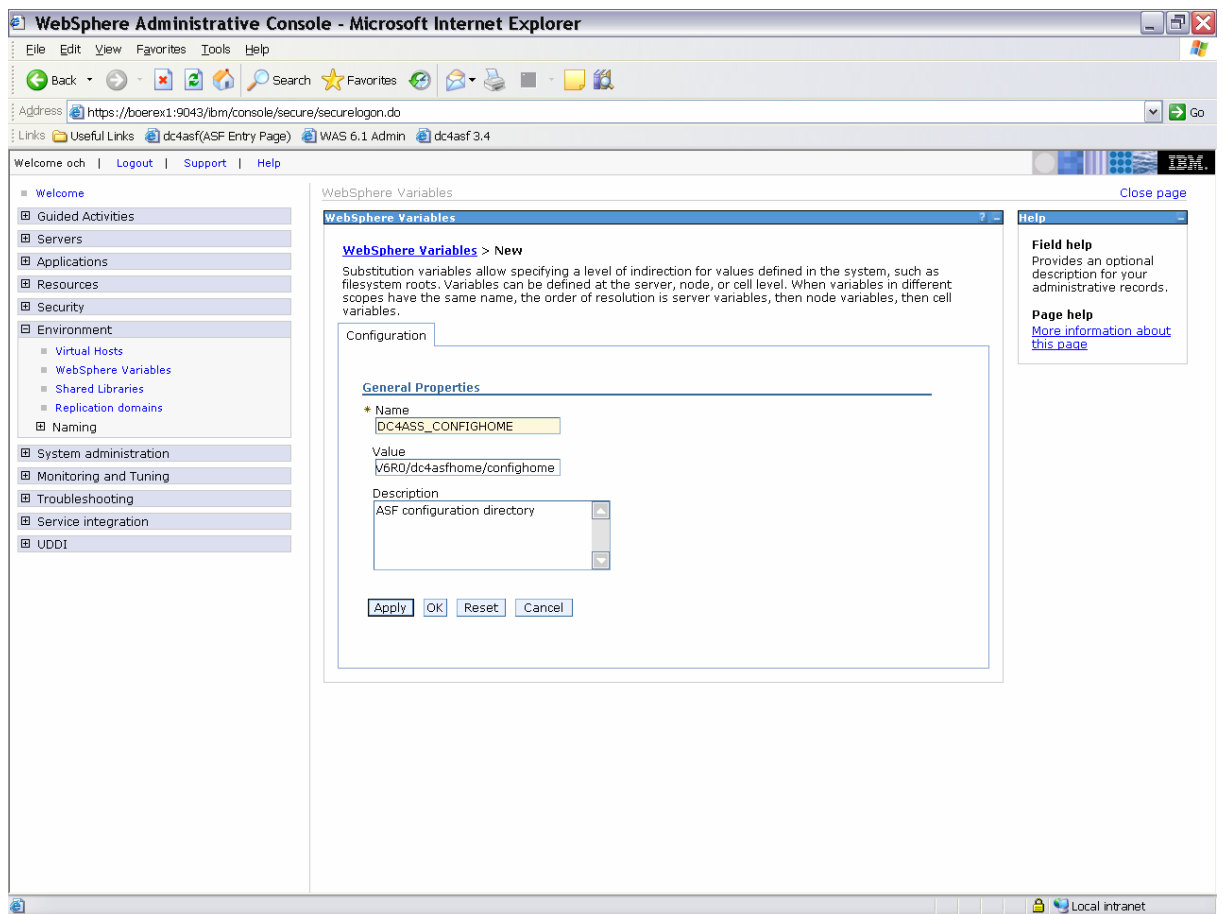 WebSphere Administrative Console - Microsoft Internet Explorer
File Edit View Favorites Tools Help
Back Search Favorites
Address https://boerex1:9043/ibm/console/secure/securelogon.do Go
Links Useful Links dc4asf(ASF Entry Page) WAS 6.1 Admin dc4asf 3.4
Welcome och | Logout | Support | Help IBM.
Welcome
Guided Activities
Servers
Applications
Resources
Security
Environment
Virtual Hosts
WebSphere Variables
Shared Libraries
Replication domains
Naming
System administration
Monitoring and Tuning
Troubleshooting
Service integration
UDDI
WebSphere Variables Close page
WebSphere Variables ? -
WebSphere Variables > New
Substitution variables allow specifying a level of indirection for values defined in the system, such as
filesystem roots. Variables can be defined at the server, node, or cell level. When variables in different
scopes have the same name, the order of resolution is server variables, then node variables, then cell
variables.
Configuration
General Properties
* Name
DC4ASS_CONFIGHOME
Value
V6R0/dc4asfhome/confighome
Description
ASF configuration directory
Apply OK Reset Cancel
Help -
Field help
Provides an optional
description for your
administrative records.
Page help
More information about
this page
Local intranet